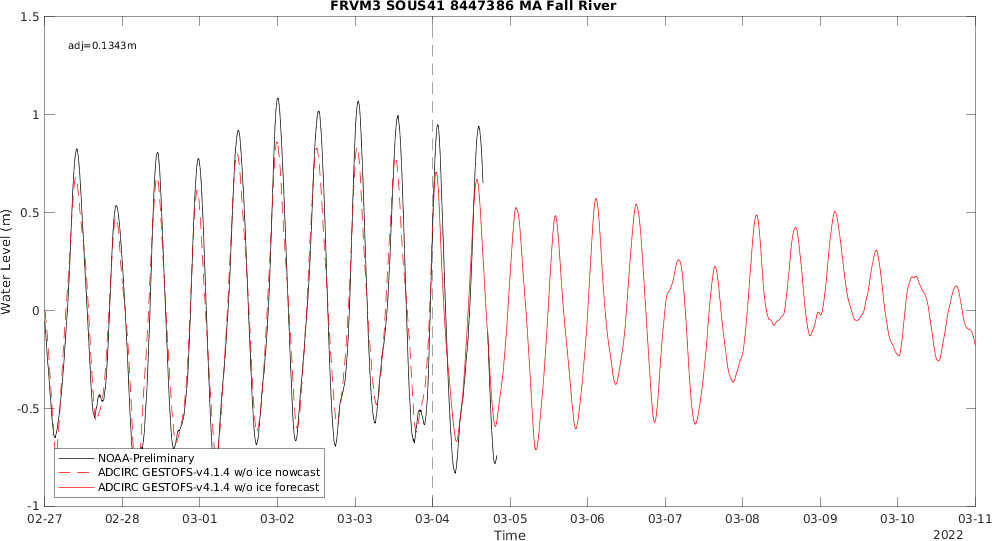 FRVM3 SOUS41 8447386 MA Fall River
adj=0.1343m
Water Level (m)
1.5
1
0.5
0
-0.5
-1
NOAA-Preliminary
ADCIRC GESTOFS-v4.1.4 w/o ice nowcast
ADCIRC GESTOFS-v4.1.4 w/o ice forecast
02-27 02-28 03-01 03-02 03-03 03-04 03-05 03-06 03-07 03-08 03-09 03-10 03-11
Time
2022